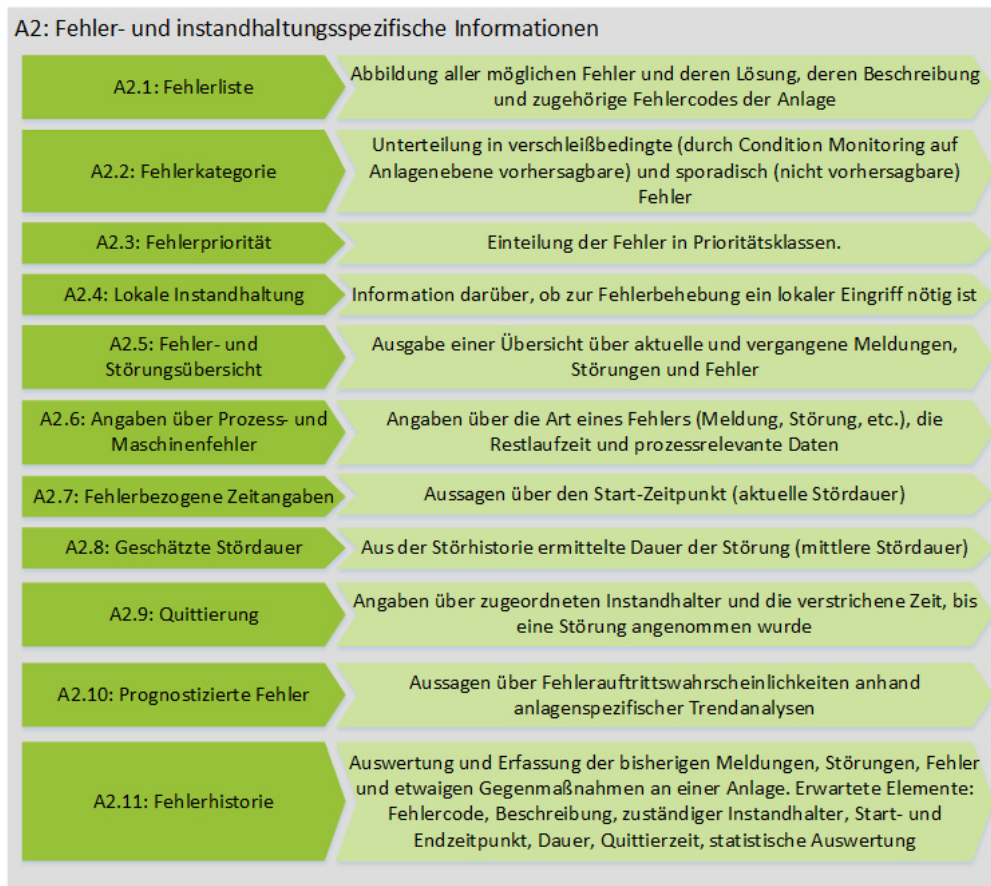 A2: Fehler- und instandhaltungsspezifische Informationen
A2.1: Fehlerliste
Abbildung aller möglichen Fehler und deren Lösung, deren Beschreibung
und zugehörige Fehlercodes der Anlage
A2.2: Fehlerkategorie
Unterteilung in verschleißbedingte (durch Condition Monitoring auf
Anlagenebene vorhersagbare) und sporadisch (nicht vorhersagbare)
Fehler
A2.3: Fehlerpriorität
Einteilung der Fehler in Prioritätsklassen.
A2.4: Lokale Instandhaltung
Information darüber, ob zur Fehlerbehebung ein lokaler Eingriff nötig ist
A2.5: Fehler- und
Störungsübersicht
Ausgabe einer Übersicht über aktuelle und vergangene Meldungen,
Störungen und Fehler
A2.6: Angaben über Prozess- und
Maschinenfehler
Angaben über die Art eines Fehlers (Meldung, Störung, etc.), die
Restlaufzeit und prozessrelevante Daten
A2.7: Fehlerbezogene Zeitangaben
Aussagen über den Start-Zeitpunkt (aktuelle Stördauer)
A2.8: Geschätzte Stördauer
Aus der Störhistorie ermittelte Dauer der Störung (mittlere Stördauer)
A2.9: Quittierung
Angaben über zugeordneten Instandhalter und die verstrichene Zeit, bis
eine Störung angenommen wurde
A2.10: Prognostizierte Fehler
Aussagen über Fehlerauftrittswahrscheinlichkeiten anhand
anlagenspezifischer Trendanalysen
A2.11: Fehlerhistorie
Auswertung und Erfassung der bisherigen Meldungen, Störungen, Fehler
und etwaigen Gegenmaßnahmen an einer Anlage. Erwartete Elemente:
Fehlercode, Beschreibung, zuständiger Instandhalter, Start- und
Endzeitpunkt, Dauer, Quittierzeit, statistische Auswertung